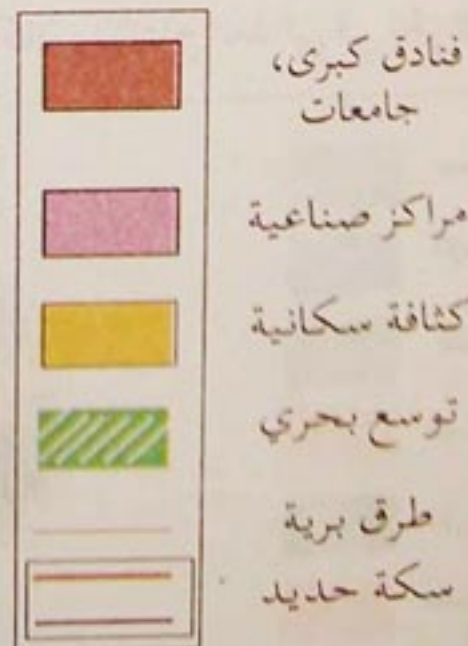 فنادق كبرى،
جامعات
مراكز صناعية
كثافة سكانية
توسع بحري
طرق برية
سكة حديد